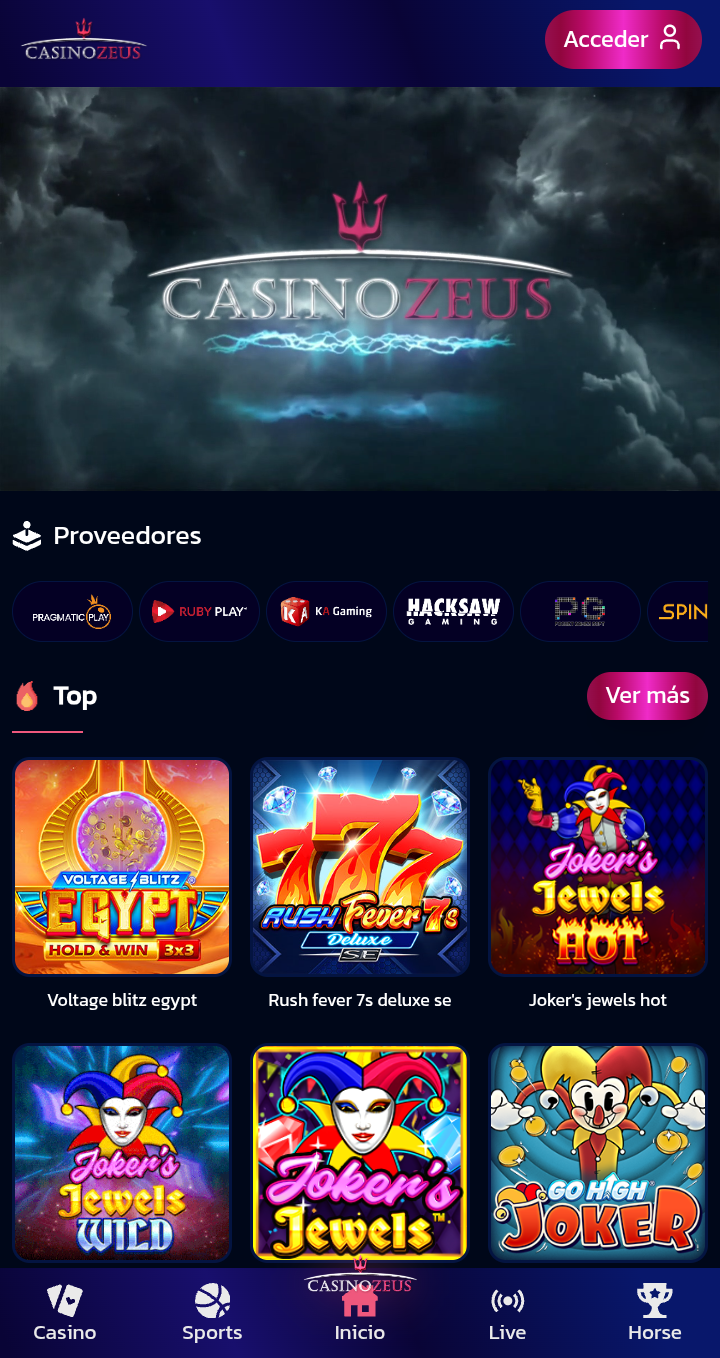 CASINOZEUS
Acceder
CASINOZEUS
Proveedores
PRAGMATIC PLAY
RUBY PLAY
KA Gaming
HACKSAW
GAMING
PG
SPIN
Top
Ver más
VOLTAGE BLITZ
EGYPT
HOLD & WIN 3x3
777
RUSH Fever 7s
Deluxe
SE
Joker's
Jewels
HOT
Voltage blitz egypt
Rush fever 7s deluxe se
Joker's jewels hot
Joker's
Jewels
WILD
Joker's
Jewels™
GO HIGH
JOKER
CASINOZEUS
Casino
Sports
Inicio
Live
Horse